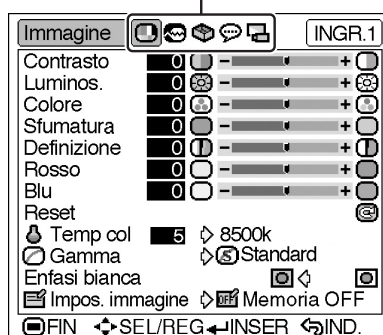 Immagine INGR.1
Contrasto 0 - +
Luminos. 0 - +
Colore 0 - +
Sfumatura 0 - +
Definizione 0 - +
Rosso 0 - +
Blu 0 - +
Reset
Temp col 5 8500k
Gamma S Standard
Enfasi bianca
Impos. immagine OFF Memoria OFF
FIN SEL/REG INSER IND.